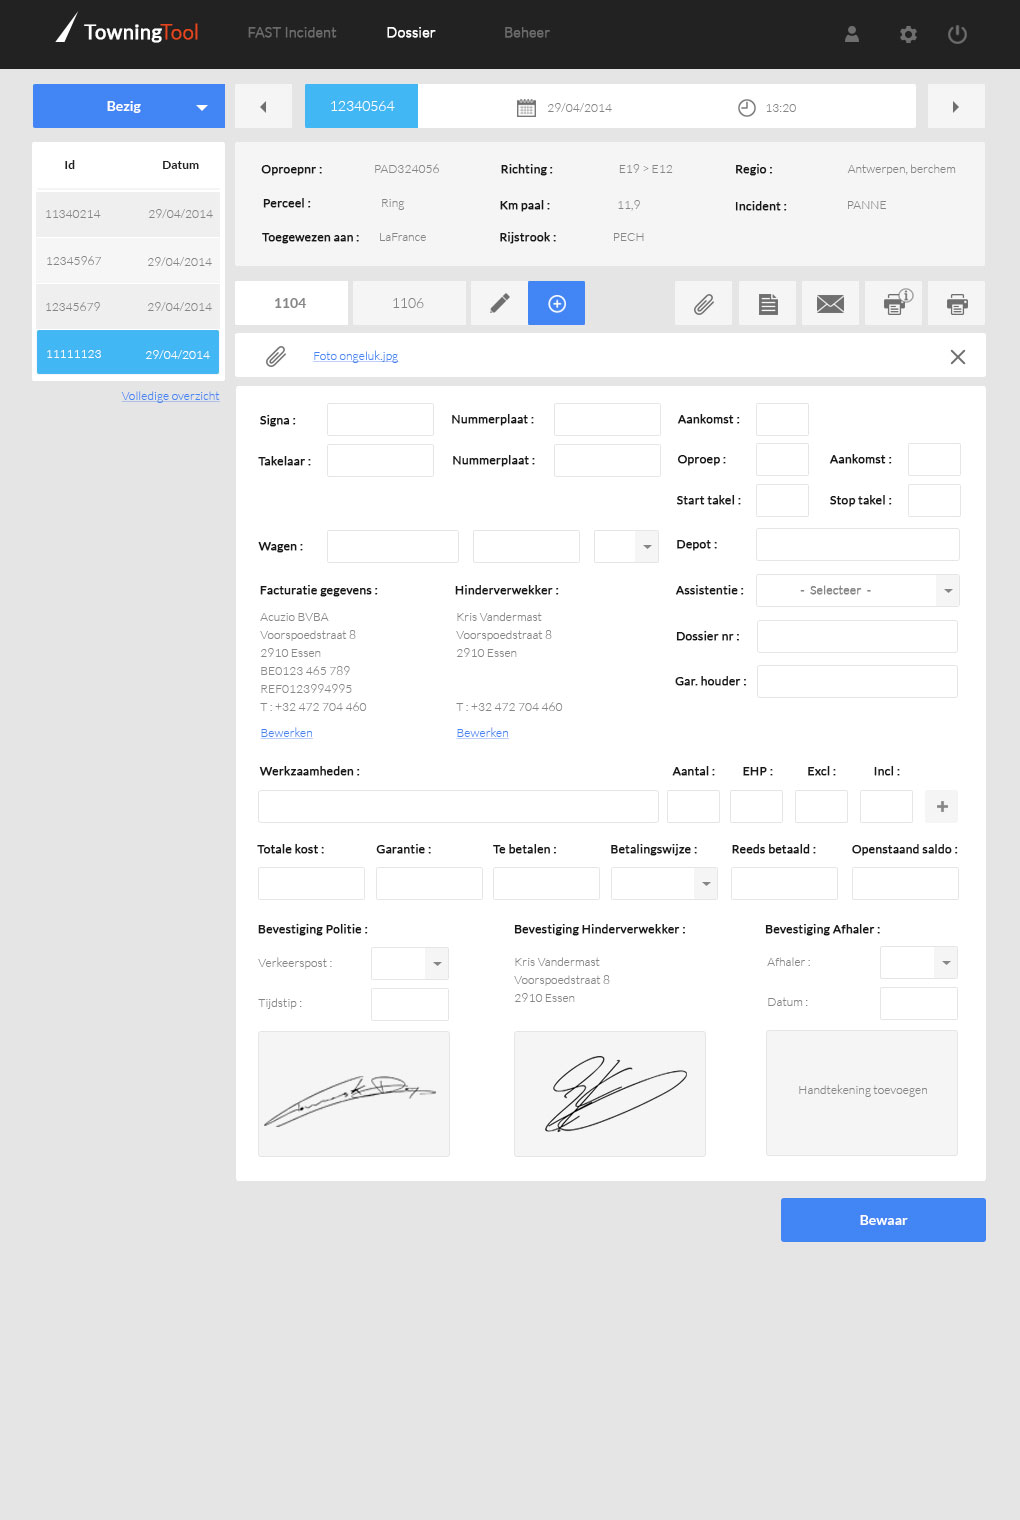 TowningTool FAST Incident Dossier Beheer
Bezig 12340564 29/04/2014 13:20
Id Datum
11340214 29/04/2014
12345967 29/04/2014
12345679 29/04/2014
11111123 29/04/2014
Volledige overzicht
Oproepnr : PAD324056 Richting : E19 > E12 Regio : Antwerpen, berchem
Perceel : Ring Km paal : 11,9 Incident : PANNE
Toegewezen aan : LaFrance Rijstrook : PECH
1104 1106
Foto ongeluk.jpg
Signa : Nummerplaat : Aankomst :
Takelaar : Nummerplaat : Oproep : Aankomst :
Start takel : Stop takel :
Wagen : Depot :
Facturatie gegevens : Hinderverwekker : Assistentie : - Selecteer -
Acuzio BVBA Kris Vandermast
Voorspoedstraat 8 Voorspoedstraat 8 Dossier nr :
2910 Essen 2910 Essen
BE0123 465 789
REF0123994995 Gar. houder :
T : +32 472 704 460 T : +32 472 704 460
Bewerken Bewerken
Werkzaamheden : Aantal : EHP : Excl : Incl :
Totale kost : Garantie : Te betalen : Betalingswijze : Reeds betaald : Openstaand saldo :
Bevestiging Politie : Bevestiging Hinderverwekker : Bevestiging Afhaler :
Verkeerspost : Kris Vandermast Afhaler :
Voorspoedstraat 8
Tijdstip : 2910 Essen Datum :
Handtekening toevoegen
Bewaar